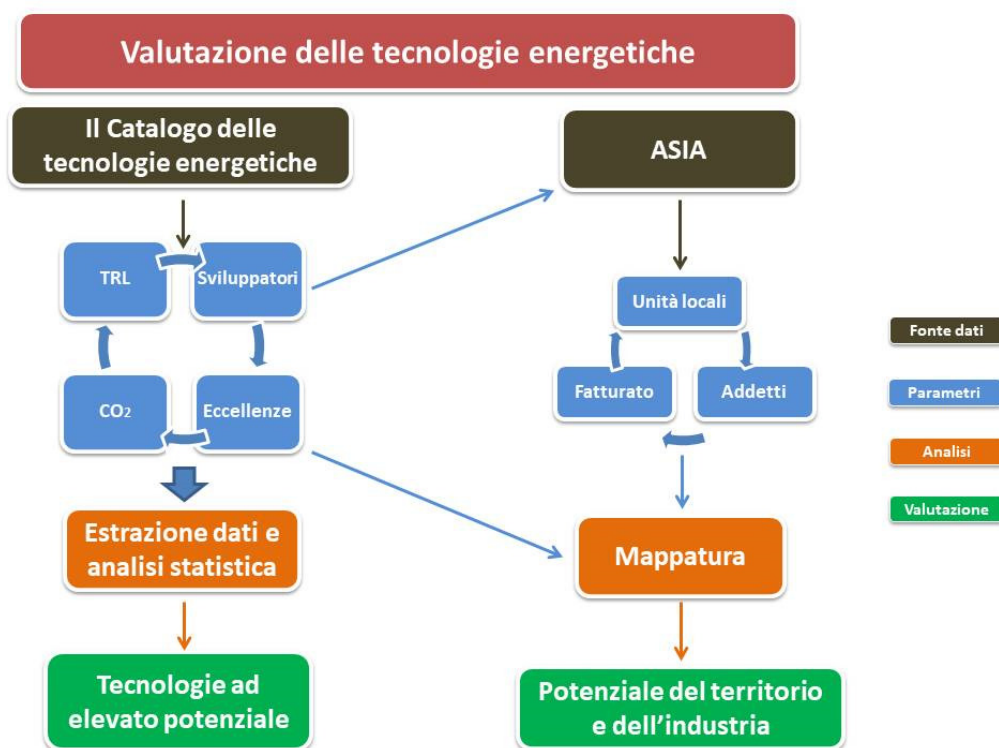 Valutazione delle tecnologie energetiche
Il Catalogo delle
tecnologie energetiche
ASIA
TRL
Sviluppatori
CO2
Eccellenze
Unità locali
Fatturato
Addetti
Estrazione dati e
analisi statistica
Mappatura
Tecnologie ad
elevato potenziale
Potenziale del territorio
e dell’industria
Fonte dati
Parametri
Analisi
Valutazione